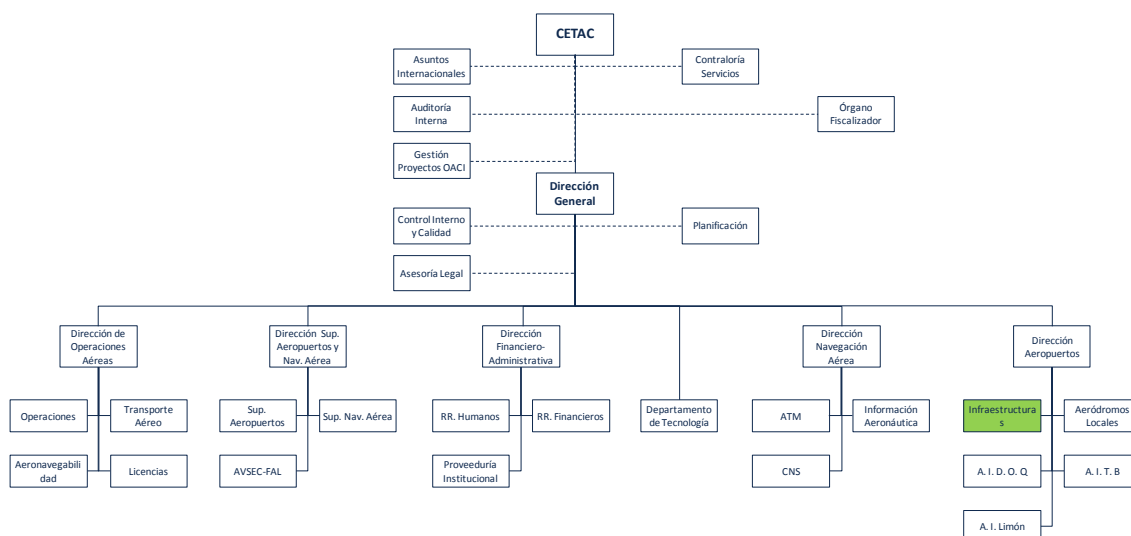 CETAC
Asuntos
Internacionales
Contraloría
Servicios
Auditoría
Interna
Órgano
Fiscalizador
Gestión
Proyectos OACI
Dirección
General
Control Interno
y Calidad
Planificación
Asesoría Legal
Dirección de
Operaciones
Aéreas
Dirección Sup.
Aeropuertos y
Nav. Aérea
Dirección
Financiero-
Administrativa
Dirección
Navegación
Aérea
Dirección
Aeropuertos
Operaciones
Transporte
Aéreo
Sup.
Aeropuertos
Sup. Nav. Aérea
RR. Humanos
RR. Financieros
Departamento
de Tecnología
ATM
Información
Aeronáutica
Infraestructura
s
Aeródromos
Locales
Aeronavegabili
dad
Licencias
AVSEC-FAL
Proveeduría
Institucional
CNS
A. I. D. O. Q
A. I. T. B
A. I. Limón